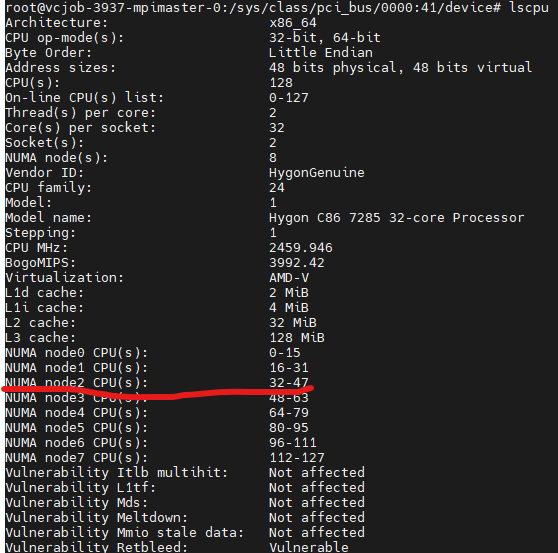 root@vcjob-3937-mpimaster-0:/sys/class/pci_bus/0000:41/device# lscpu
Architecture: x86_64
CPU op-mode(s): 32-bit, 64-bit
Byte Order: Little Endian
Address sizes: 48 bits physical, 48 bits virtual
CPU(s): 128
On-line CPU(s) list: 0-127
Thread(s) per core: 2
Core(s) per socket: 32
Socket(s): 2
NUMA node(s): 8
Vendor ID: HygonGenuine
CPU family: 24
Model: 1
Model name: Hygon C86 7285 32-core Processor
Stepping: 1
CPU MHz: 2459.946
BogoMIPS: 3992.42
Virtualization: AMD-V
L1d cache: 2 MiB
L1i cache: 4 MiB
L2 cache: 32 MiB
L3 cache: 128 MiB
NUMA node0 CPU(s): 0-15
NUMA node1 CPU(s): 16-31
NUMA node2 CPU(s): 32-47
NUMA node3 CPU(s): 48-63
NUMA node4 CPU(s): 64-79
NUMA node5 CPU(s): 80-95
NUMA node6 CPU(s): 96-111
NUMA node7 CPU(s): 112-127
Vulnerability Itlb multihit: Not affected
Vulnerability L1tf: Not affected
Vulnerability Mds: Not affected
Vulnerability Meltdown: Not affected
Vulnerability Mmio stale data: Not affected
Vulnerability Retbleed: Vulnerable